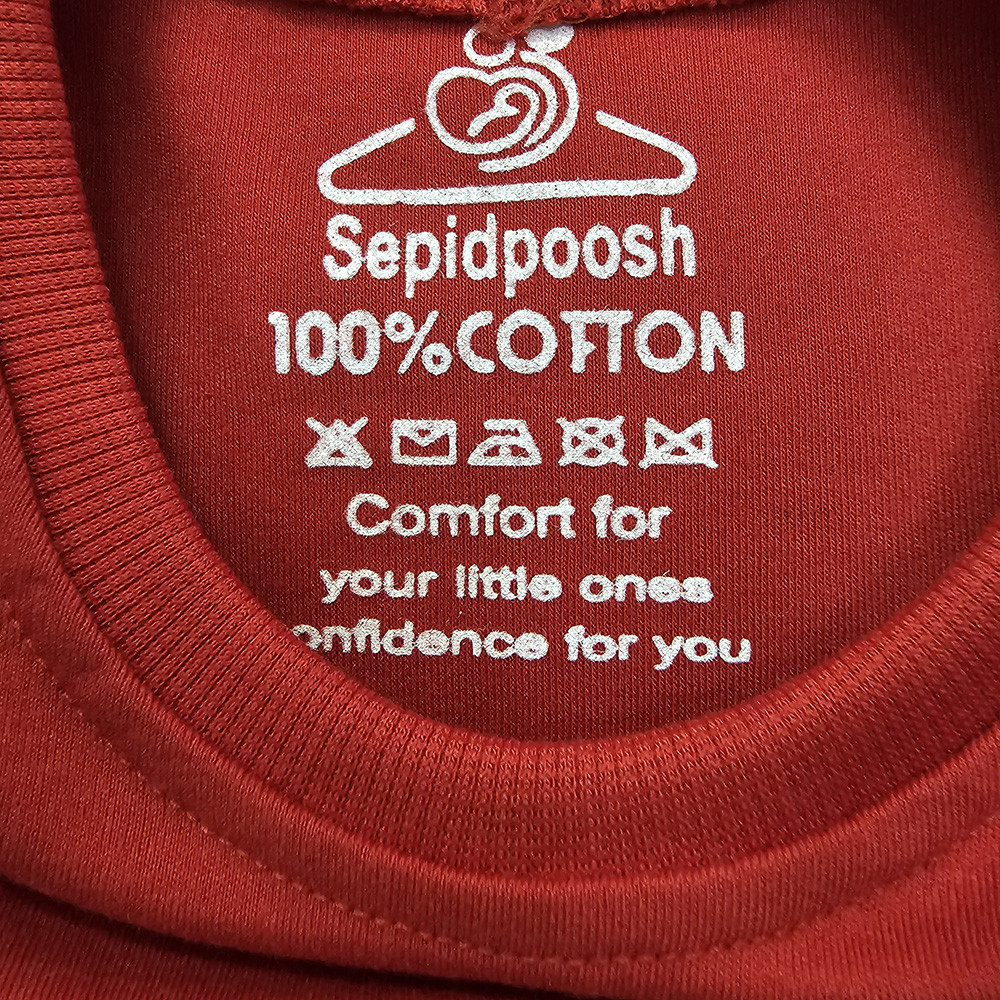 Sepidpoosh
100% COTTON
Comfort for
your little ones
onfidence for you